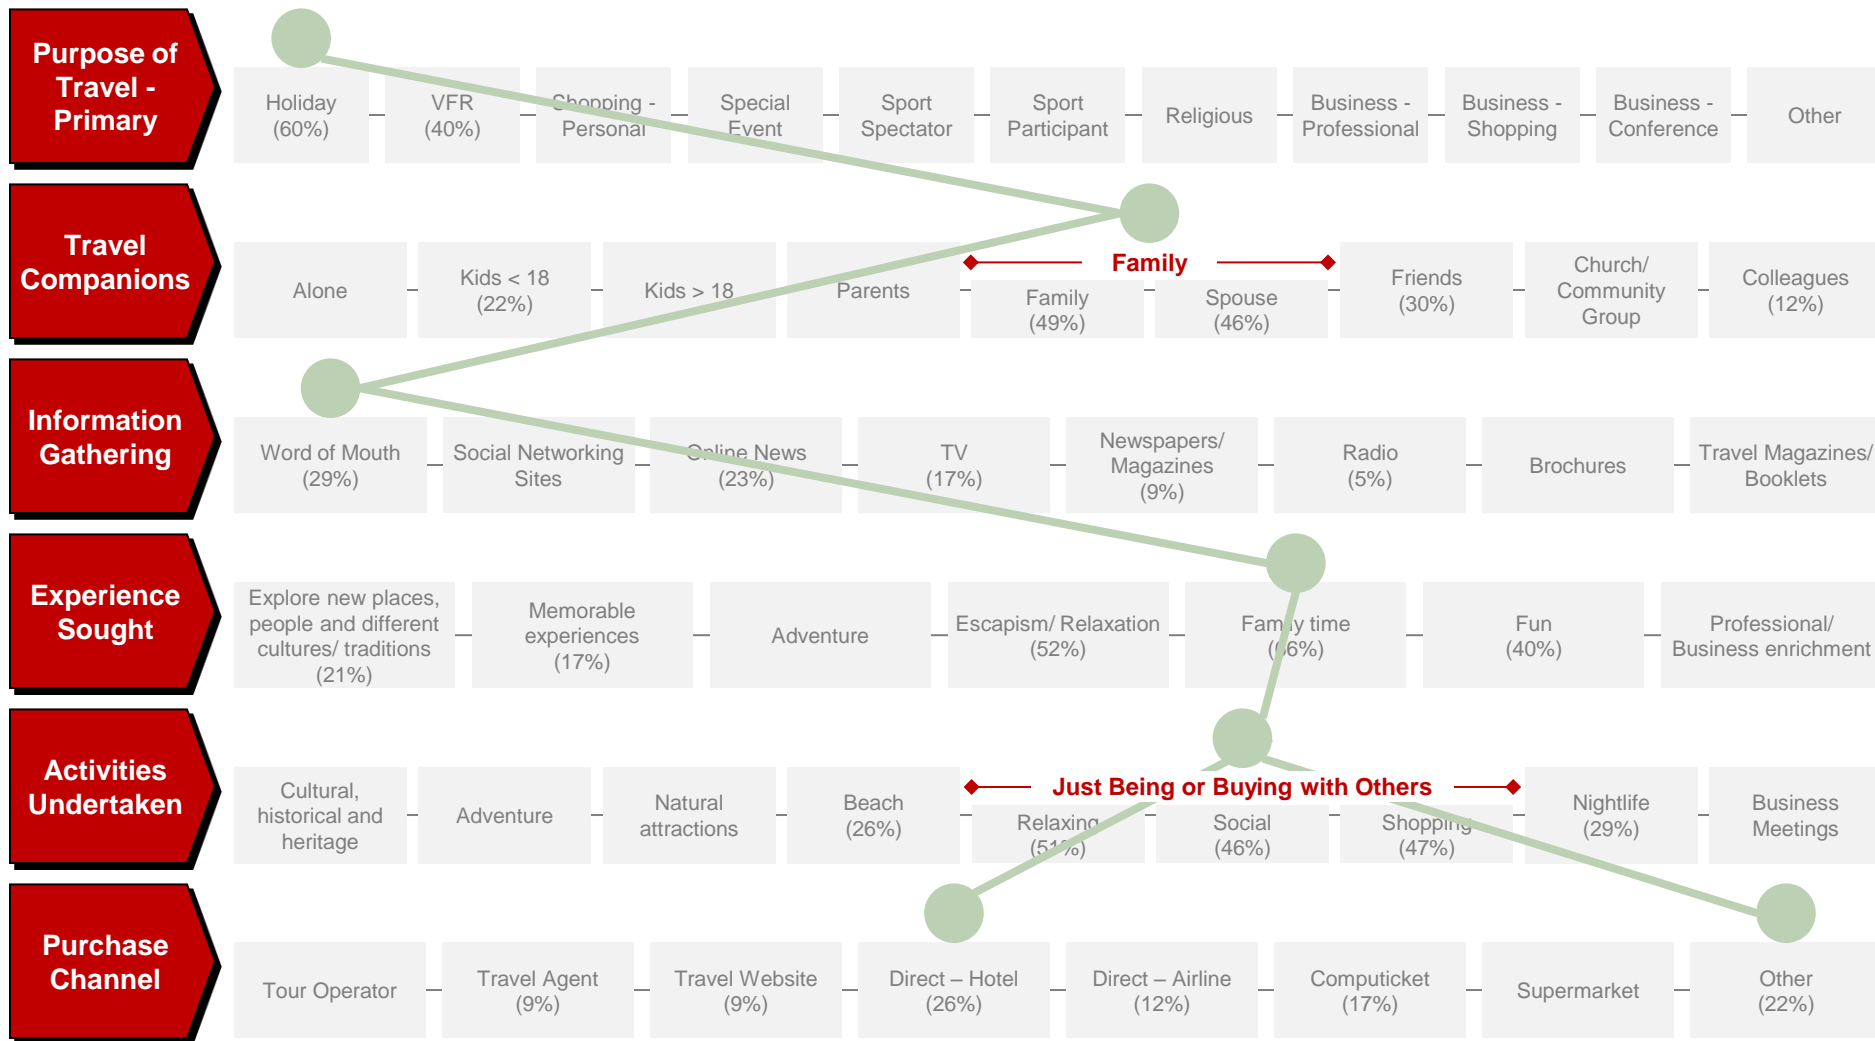 Purpose of
Travel -
Primary
Holiday
(60%)
VFR
(40%)
Shopping -
Personal
Special
Event
Sport
Spectator
Sport
Participant
Religious
Business -
Professional
Business -
Shopping
Business -
Conference
Other
Travel
Companions
Alone
Kids < 18
(22%)
Kids > 18
Parents
Family
Family
(49%)
Spouse
(46%)
Friends
(30%)
Church/
Community
Group
Colleagues
(12%)
Information
Gathering
Word of Mouth
(29%)
Social Networking
Sites
Online News
(23%)
TV
(17%)
Newspapers/
Magazines
(9%)
Radio
(5%)
Brochures
Travel Magazines/
Booklets
Experience
Sought
Explore new places,
people and different
cultures/ traditions
(21%)
Memorable
experiences
(17%)
Adventure
Escapism/ Relaxation
(52%)
Family time
(66%)
Fun
(40%)
Professional/
Business enrichment
Activities
Undertaken
Cultural,
historical and
heritage
Adventure
Natural
attractions
Beach
(26%)
Just Being or Buying with Others
Relaxing
(51%)
Social
(46%)
Shopping
(47%)
Nightlife
(29%)
Business
Meetings
Purchase
Channel
Tour Operator
Travel Agent
(9%)
Travel Website
(9%)
Direct – Hotel
(26%)
Direct – Airline
(12%)
Computicket
(17%)
Supermarket
Other
(22%)